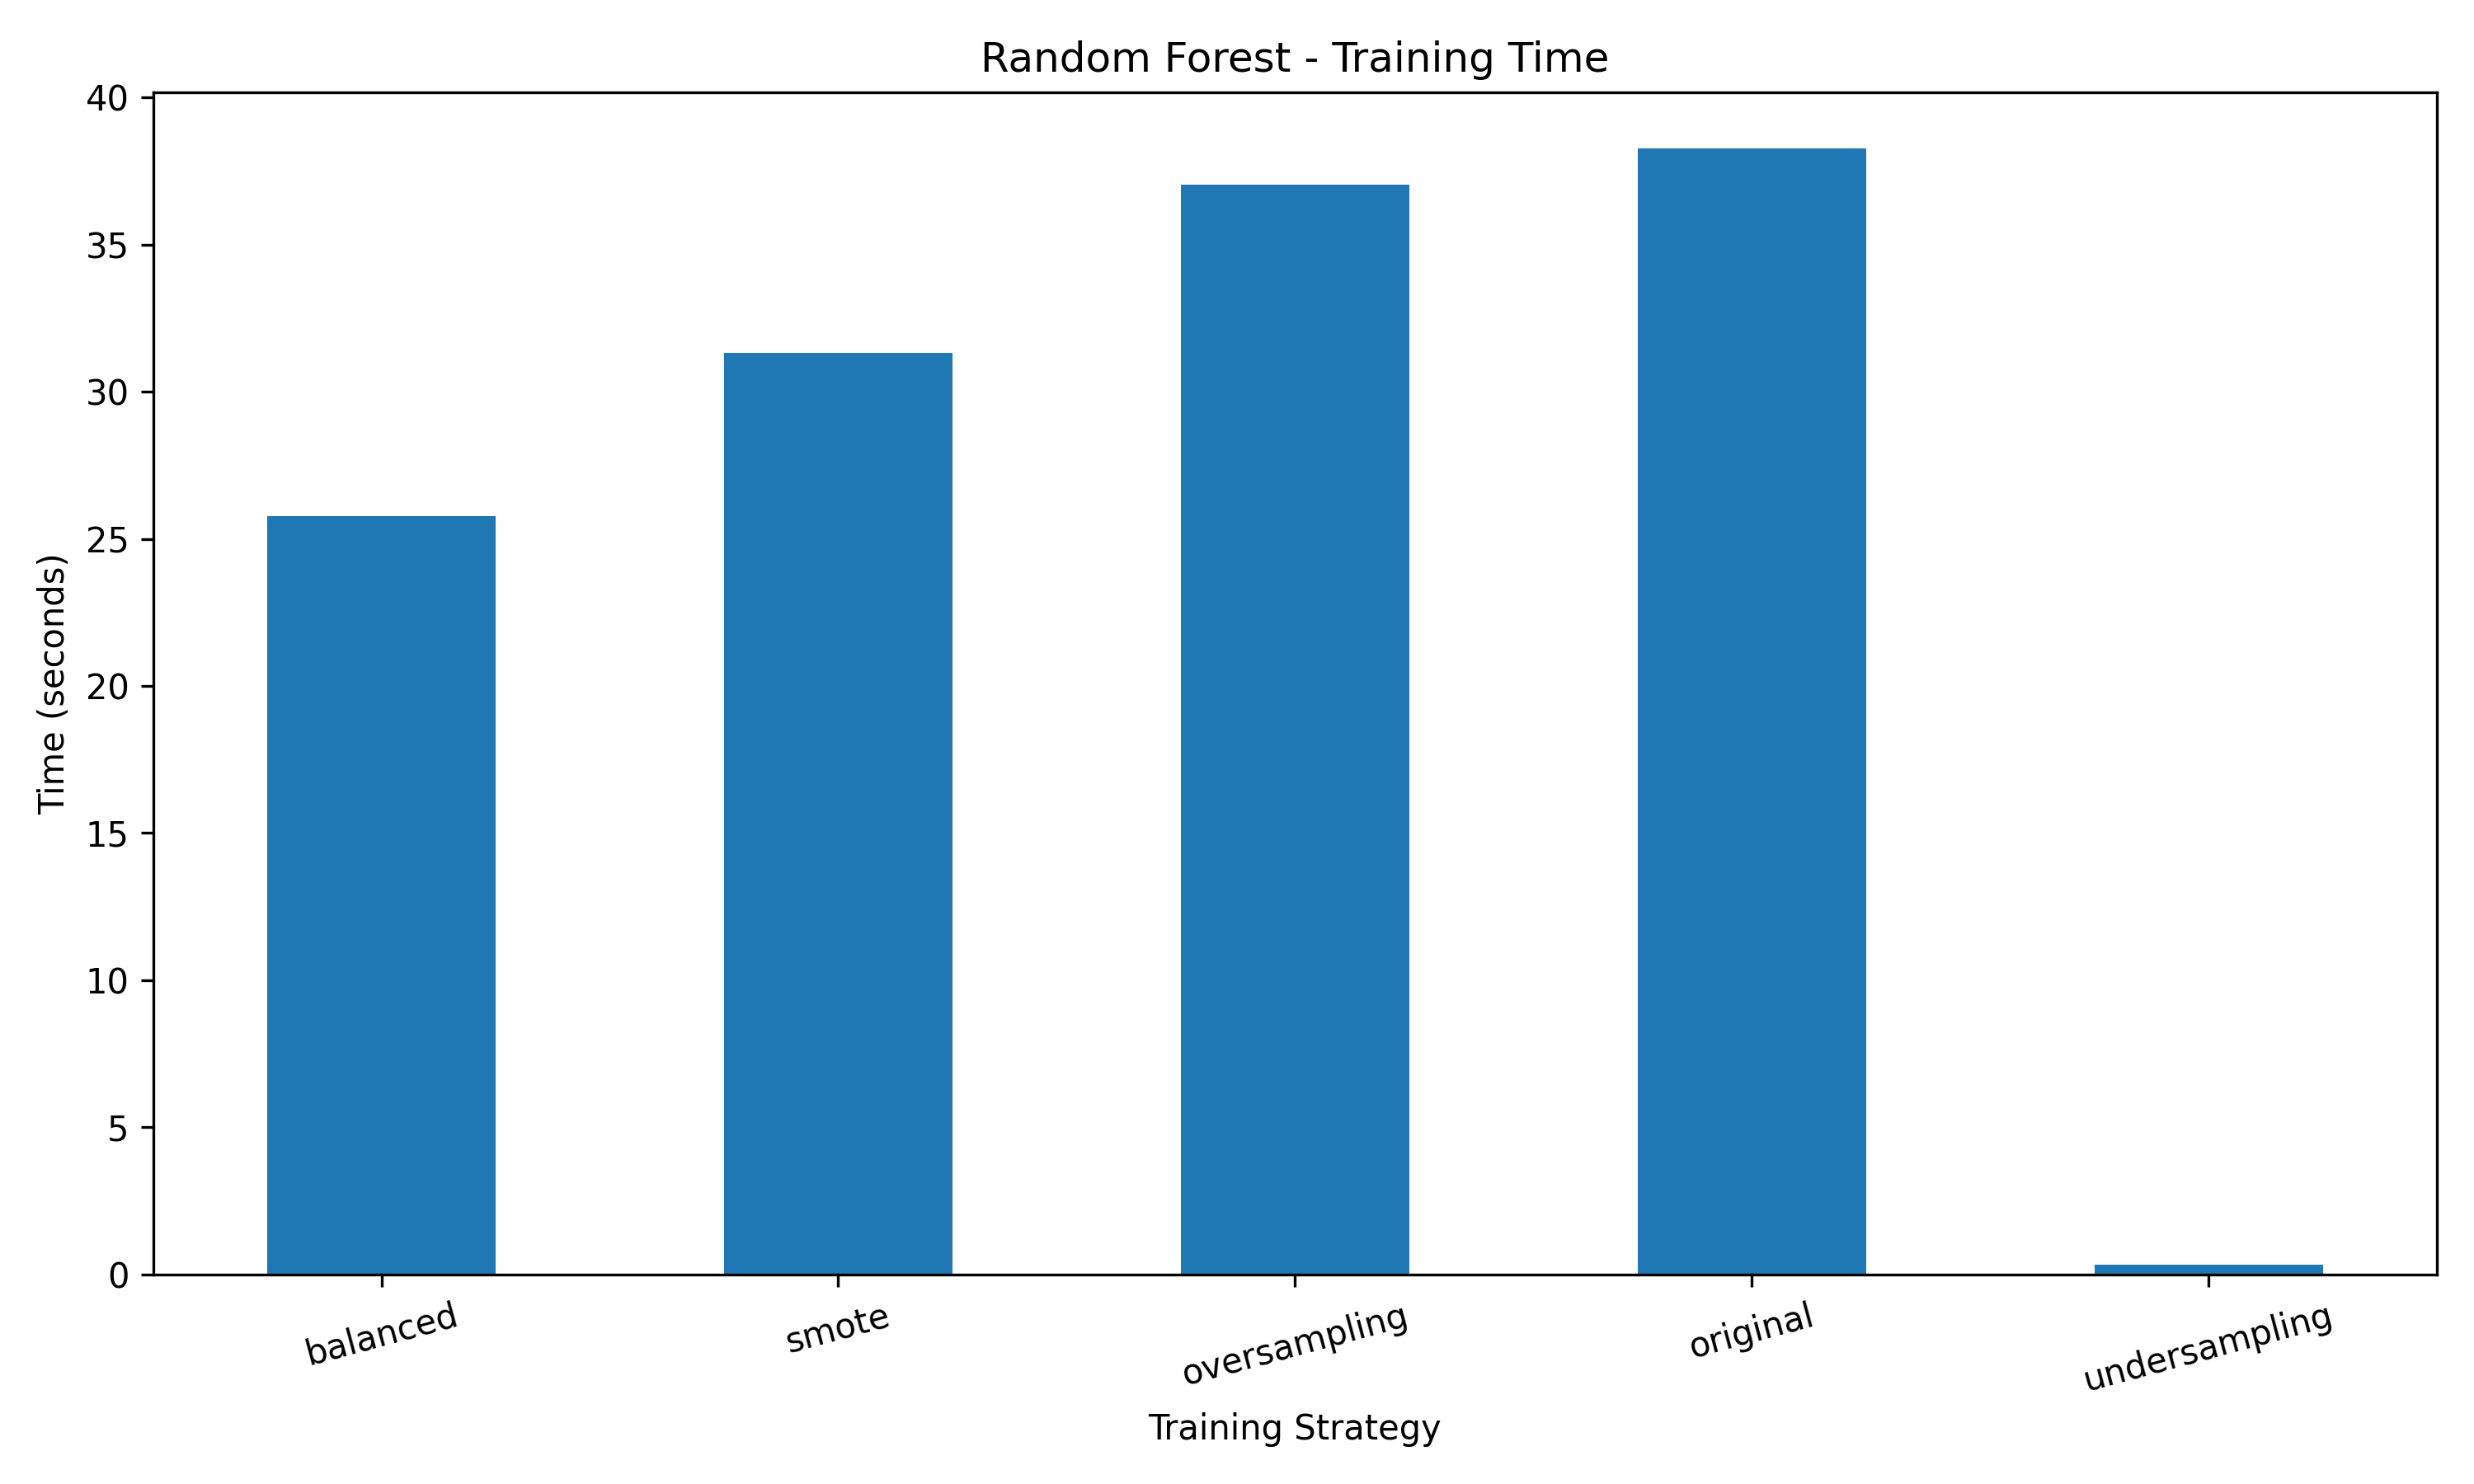 Random Forest - Training Time
Time (seconds)
40
35
30
25
20
15
10
5
0
balanced
smote
oversampling
original
undersampling
Training Strategy